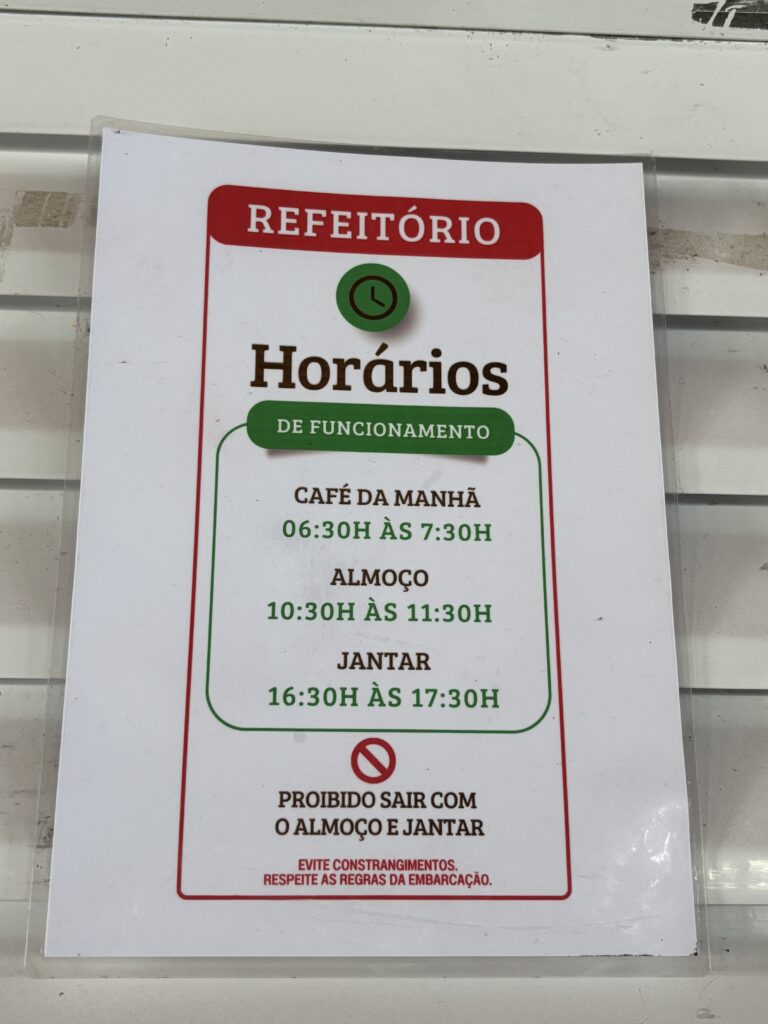 REFEITÓRIO
Horários
DE FUNCIONAMENTO
CAFÉ DA MANHÃ
06:30H ÀS 7:30H
ALMOÇO
10:30H ÀS 11:30H
JANTAR
16:30H ÀS 17:30H
PROIBIDO SAIR COM
O ALMOÇO E JANTAR
EVITE CONSTRANGIMENTOS.
RESPEITE AS REGRAS DA EMBARCAÇÃO.